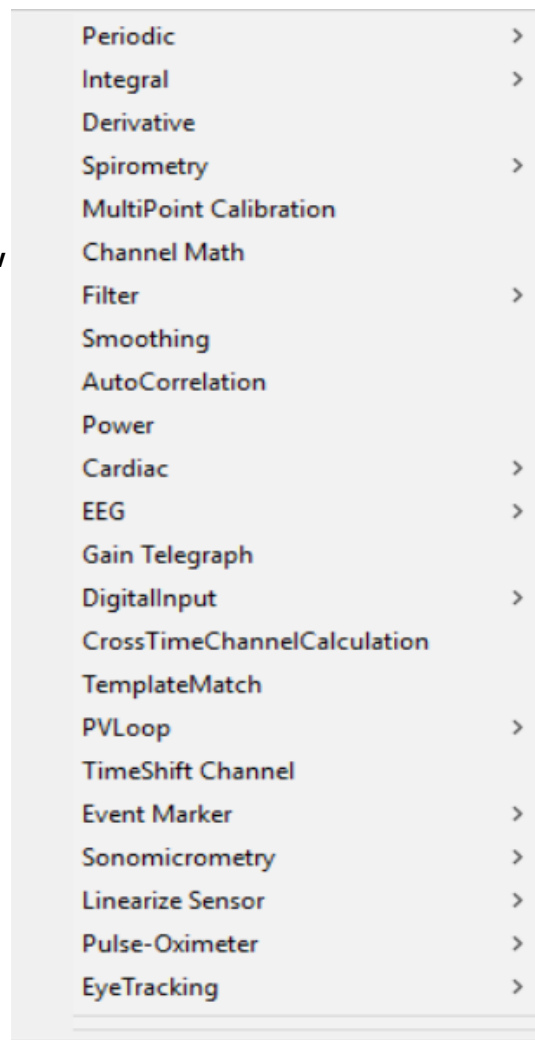 Periodic
Integral
Derivative
Spirometry
MultiPoint Calibration
Channel Math
Filter
Smoothing
AutoCorrelation
Power
Cardiac
EEG
Gain Telegraph
DigitalInput
CrossTimeChannelCalculation
TemplateMatch
PVLoop
TimeShift Channel
Event Marker
Sonomicrometry
Linearize Sensor
Pulse-Oximeter
EyeTracking